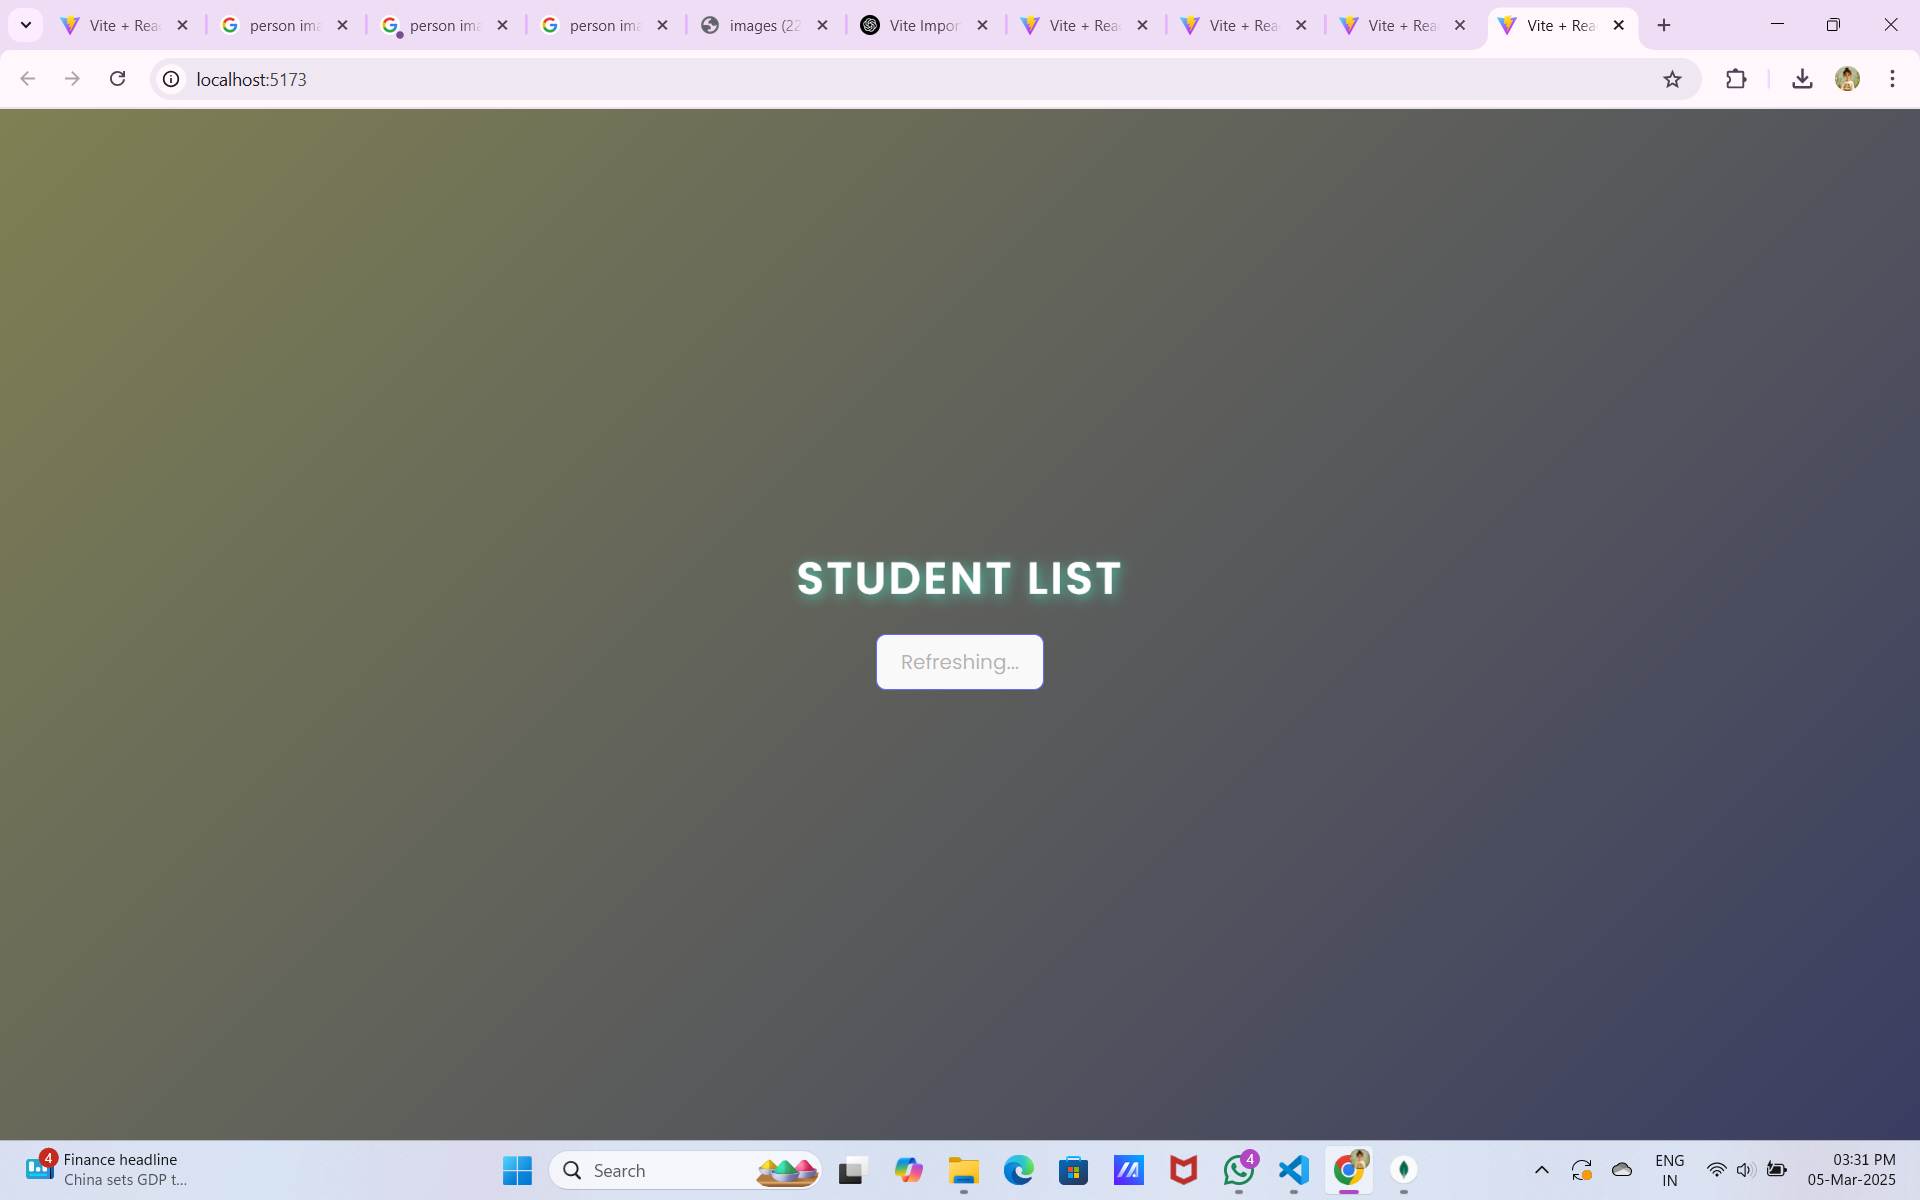 Vite + Rea
person ima
person ima
person ima
images (22
Vite Impor
Vite + Rea
Vite + Rea
Vite + Rea
Vite + Rea
localhost:5173
STUDENT LIST
Refreshing...
4
Finance headline
China sets GDP t...
Search
4
ENG
IN
03:31 PM
05-Mar-2025